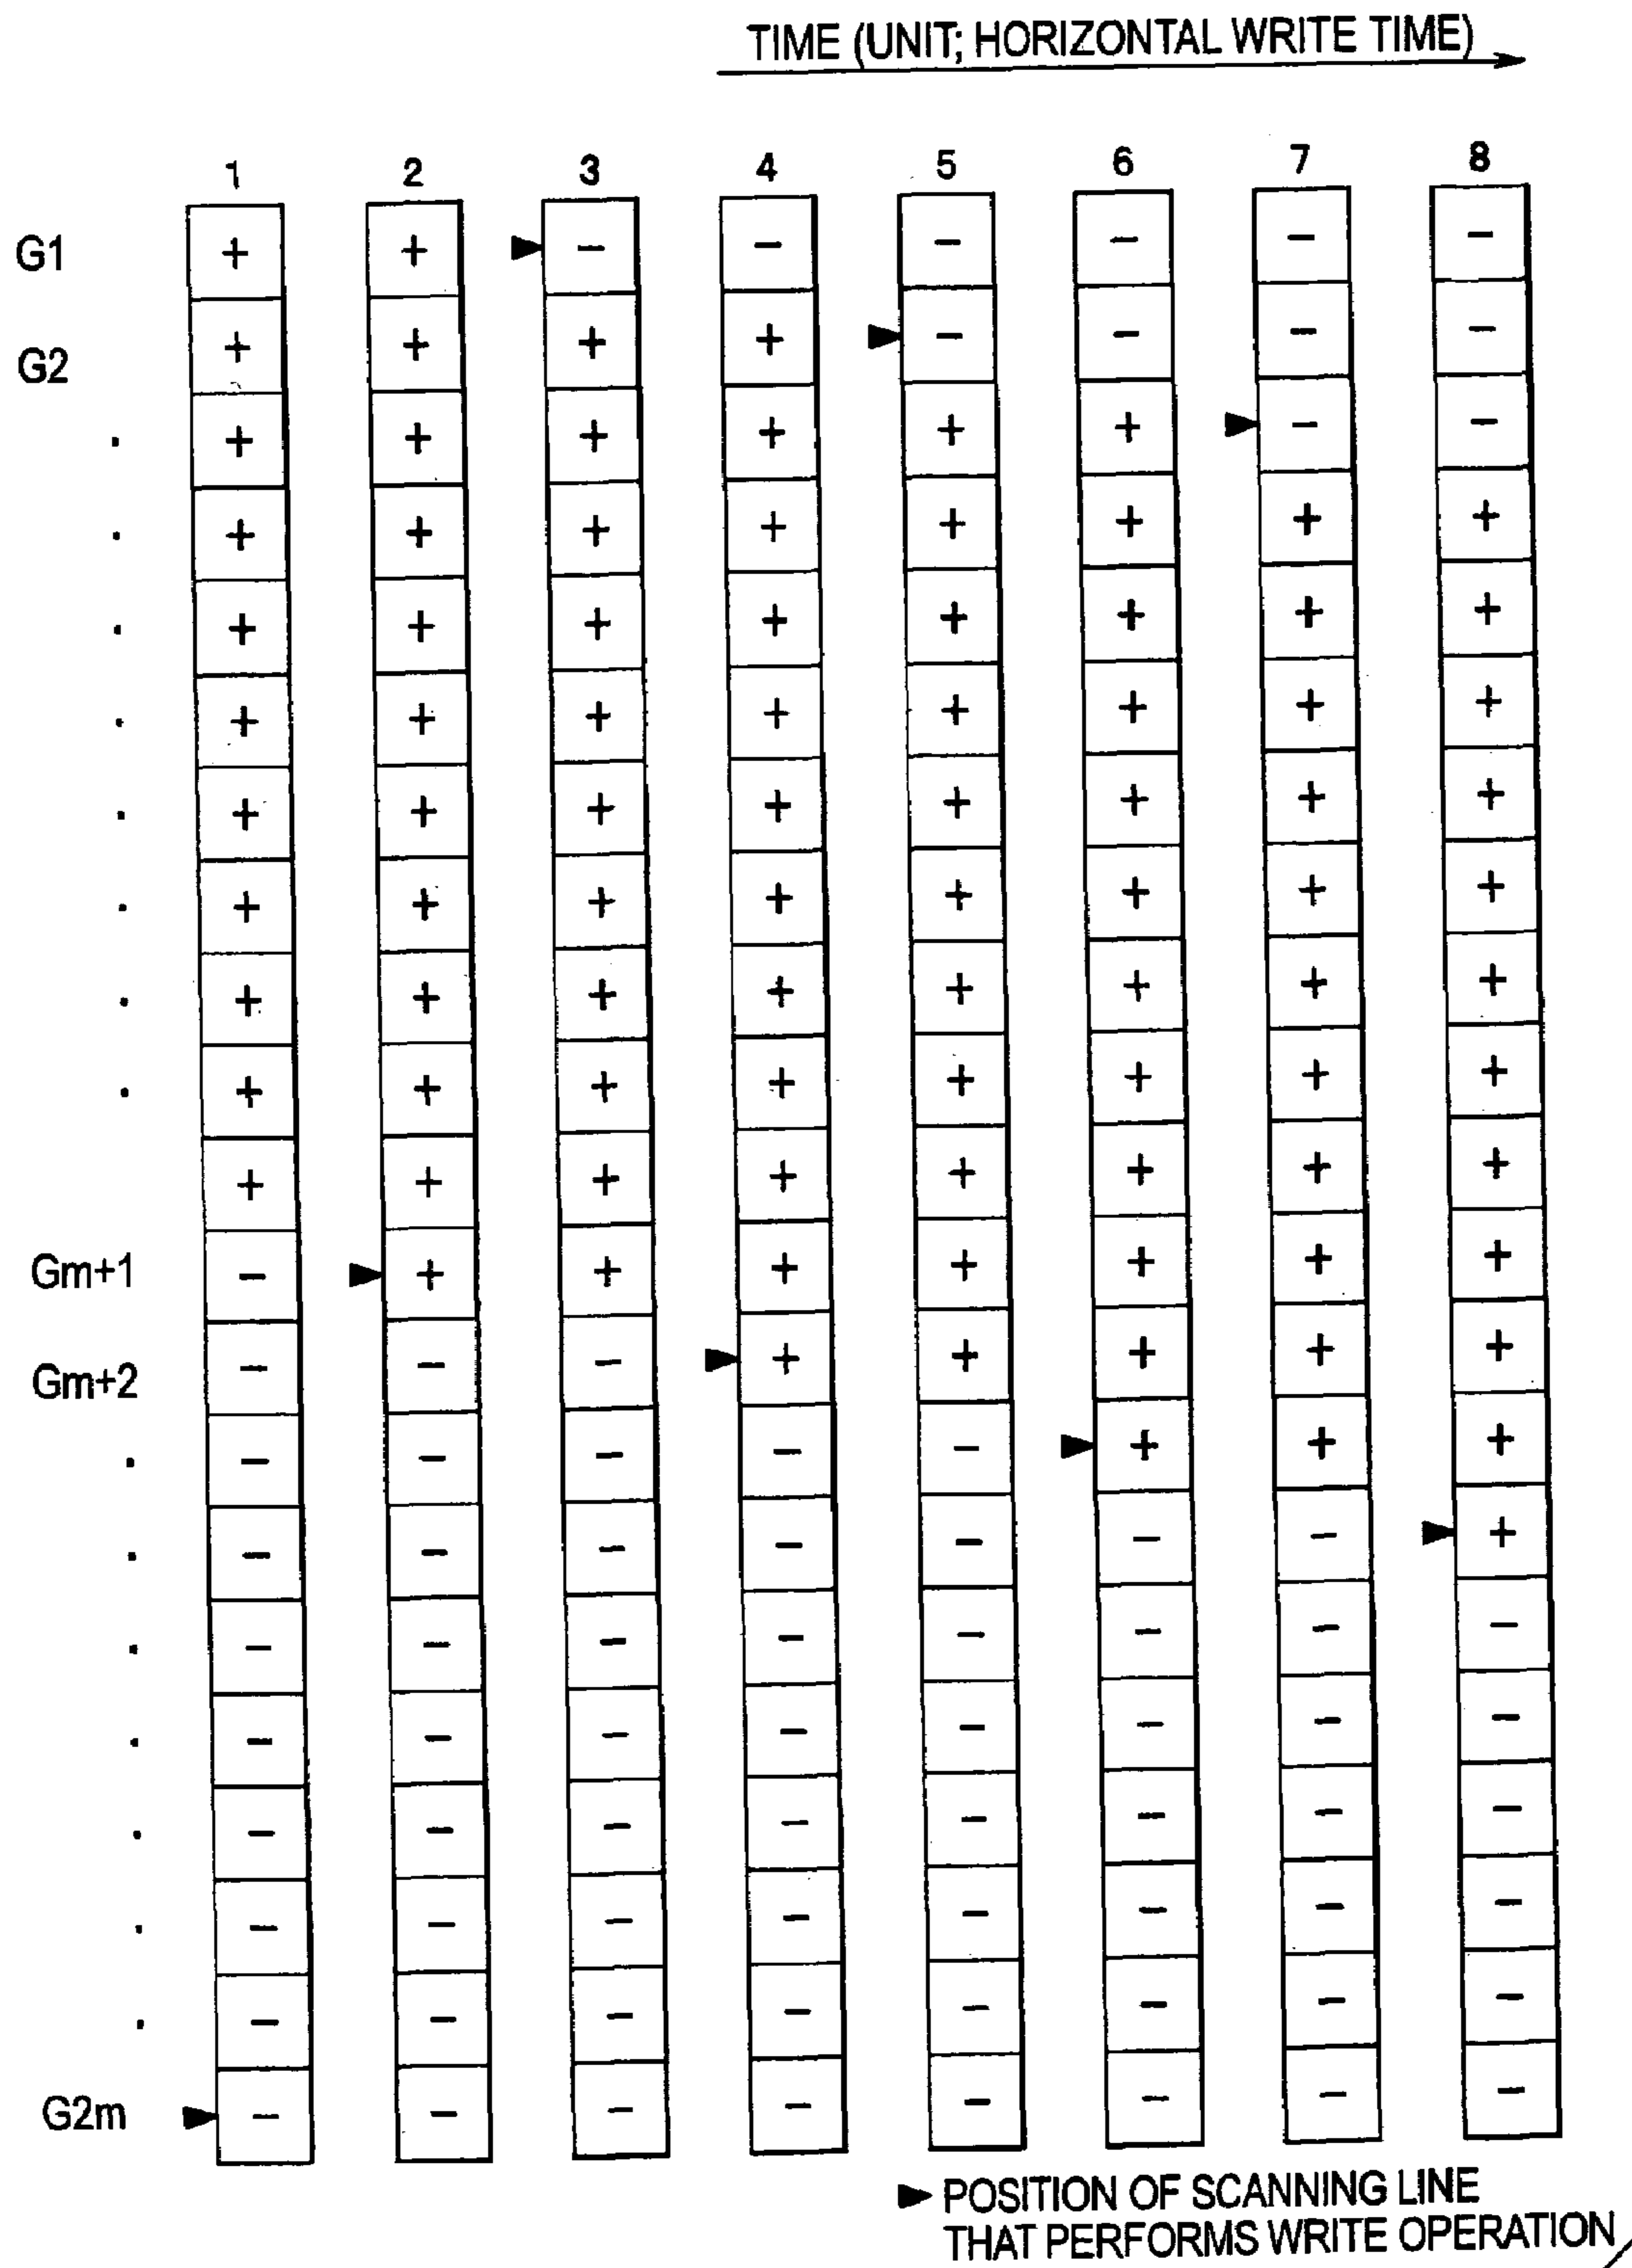 TIME (UNIT; HORIZONTAL WRITE TIME)
1 2 3 4 5 6 7 8
G1 + + − − − − − −
G2 + + + + − − − −
. + + + + + + − −
. + + + + + + + +
. + + + + + + + +
. + + + + + + + +
. + + + + + + + +
. + + + + + + + +
. + + + + + + + +
. + + + + + + + +
+ + + + + + + +
Gm+1 − + + + + + + +
Gm+2 − − − + + + + +
. − − − − − + + +
. − − − − − − − +
. − − − − − − − −
. − − − − − − − −
. − − − − − − − −
. − − − − − − − −
. − − − − − − − −
G2m − − − − − − − −
POSITION OF SCANNING LINE
THAT PERFORMS WRITE OPERATION